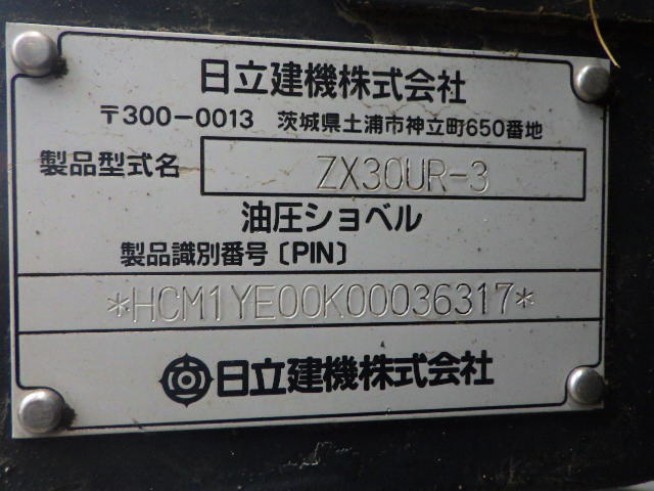 日立建機株式会社
〒300-0013 茨城県土浦市神立町650番地
製品型式名 ZX30UR-3
油圧ショベル
製品識別番号〔PIN〕
*HCM1YE00K00036317*
日立建機株式会社